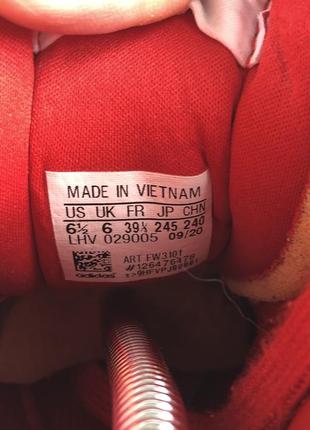 MADE IN VIETNAM
US UK FR JP CHN
6½ 6 39⅓ 245 240
LHV 029005 09/20
ART FW3101
#126476478
adidas